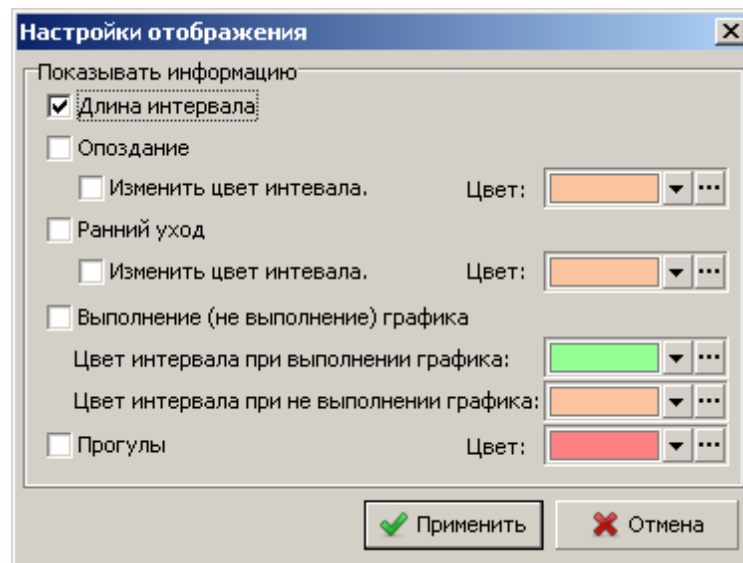 Настройки отображения
Показывать информацию
Длина интервала
Опоздание
Изменить цвет интевала. Цвет:
Ранний уход
Изменить цвет интевала. Цвет:
Выполнение (не выполнение) графика
Цвет интервала при выполнении графика:
Цвет интервала при не выполнении графика:
Прогулы Цвет:
Применить Отмена